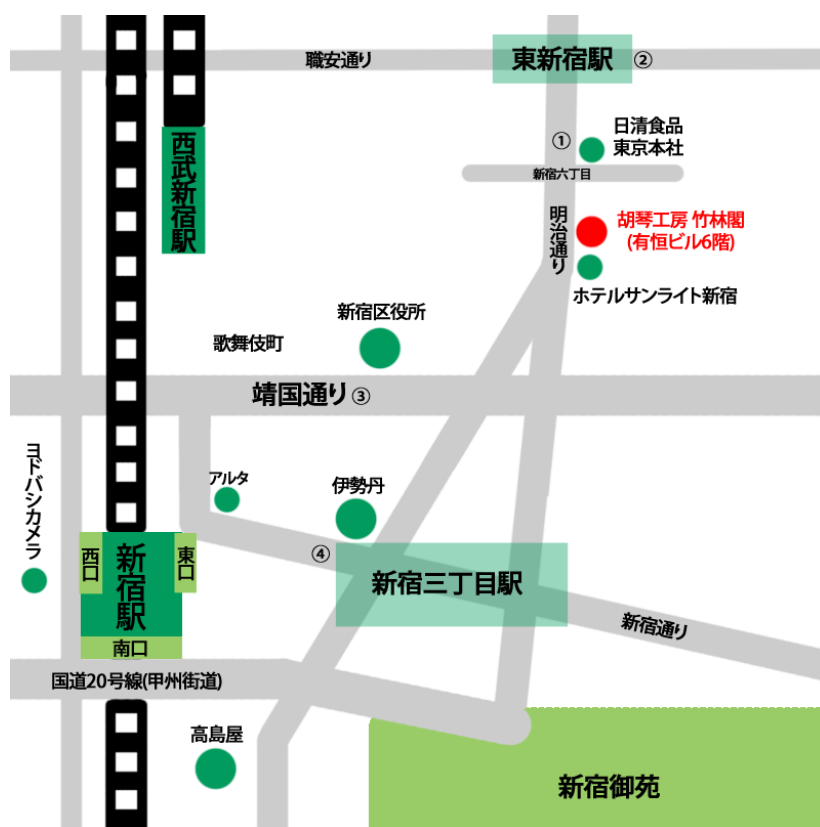 職安通り
東新宿駅
②
西武新宿駅
①
日清食品
東京本社
新宿六丁目
明治通り
胡琴工房 竹林閣
(有恒ビル6階)
ホテルサンライト新宿
新宿区役所
歌舞伎町
靖国通り③
ヨドバシカメラ
アルタ
伊勢丹
④
新宿駅
西口
東口
南口
新宿三丁目駅
新宿通り
国道20号線(甲州街道)
高島屋
新宿御苑